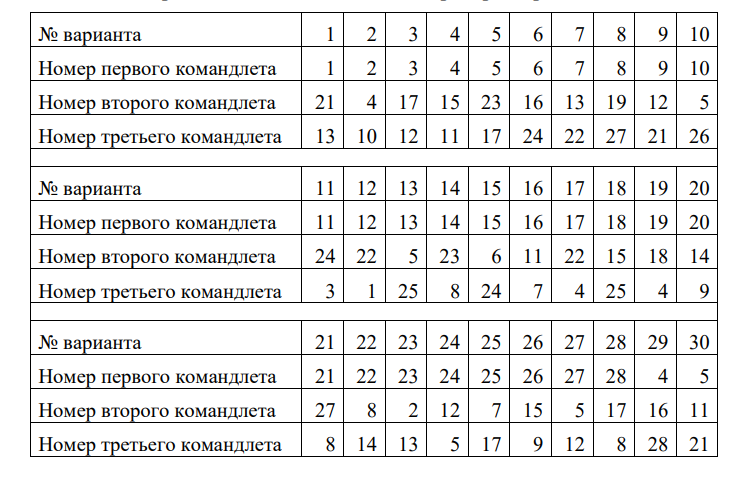 № варианта 1 2 3 4 5 6 7 8 9 10
Номер первого командлета 1 2 3 4 5 6 7 8 9 10
Номер второго командлета 21 4 17 15 23 16 13 19 12 5
Номер третьего командлета 13 10 12 11 17 24 22 27 21 26
№ варианта 11 12 13 14 15 16 17 18 19 20
Номер первого командлета 11 12 13 14 15 16 17 18 19 20
Номер второго командлета 24 22 5 23 6 11 22 15 18 14
Номер третьего командлета 3 1 25 8 24 7 4 25 4 9
№ варианта 21 22 23 24 25 26 27 28 29 30
Номер первого командлета 21 22 23 24 25 26 27 28 4 5
Номер второго командлета 27 8 2 12 7 15 5 17 16 11
Номер третьего командлета 8 14 13 5 17 9 12 8 28 21